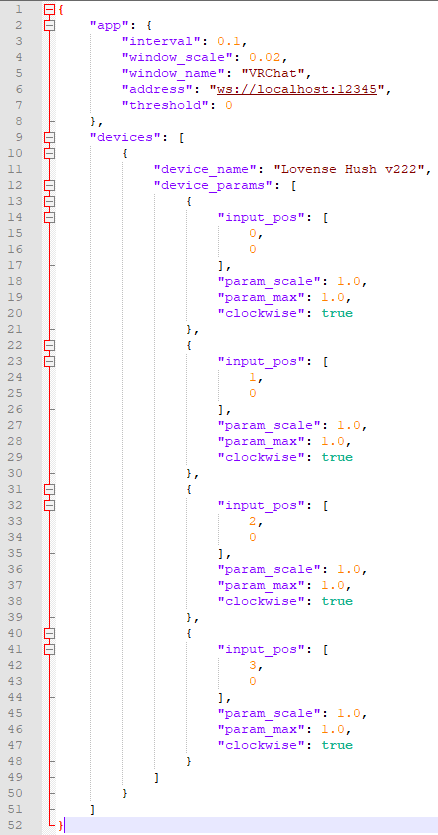 1 {
2 "app": {
3 "interval": 0.1,
4 "window_scale": 0.02,
5 "window_name": "VRChat",
6 "address": "ws://localhost:12345",
7 "threshold": 0
8 },
9 "devices": [
10 {
11 "device_name": "Lovense Hush v222",
12 "device_params": [
13 {
14 "input_pos": [
15 0,
16 0
17 ],
18 "param_scale": 1.0,
19 "param_max": 1.0,
20 "clockwise": true
21 },
22 {
23 "input_pos": [
24 1,
25 0
26 ],
27 "param_scale": 1.0,
28 "param_max": 1.0,
29 "clockwise": true
30 },
31 {
32 "input_pos": [
33 2,
34 0
35 ],
36 "param_scale": 1.0,
37 "param_max": 1.0,
38 "clockwise": true
39 },
40 {
41 "input_pos": [
42 3,
43 0
44 ],
45 "param_scale": 1.0,
46 "param_max": 1.0,
47 "clockwise": true
48 }
49 ]
50 }
51 ]
52 }